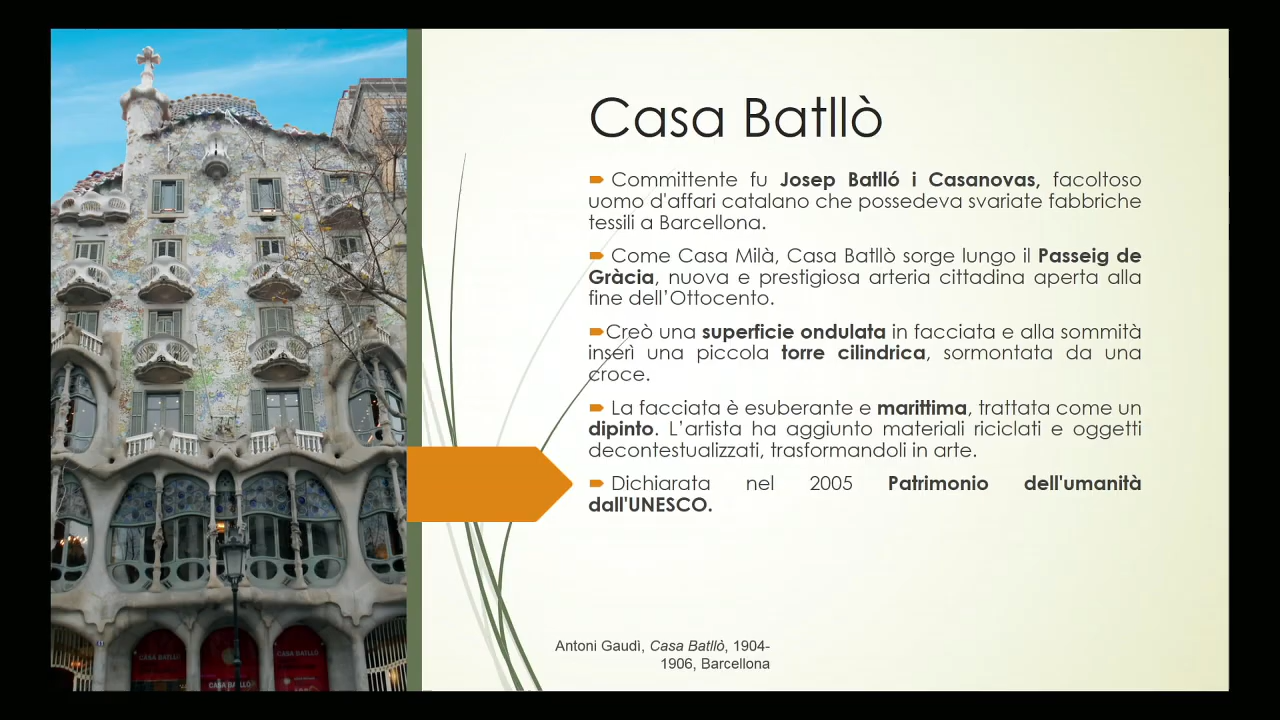 Casa Batllò
Committente fu Josep Batlló i Casanovas, facoltoso
uomo d'affari catalano che possedeva svariate fabbriche
tessili a Barcellona.
Come Casa Milà, Casa Batllò sorge lungo il Passeig de
Gràcia, nuova e prestigiosa arteria cittadina aperta alla
fine dell'Ottocento.
Creò una superficie ondulata in facciata e alla sommità
inserì una piccola torre cilindrica, sormontata da una
croce.
La facciata è esuberante e marittima, trattata come un
dipinto. L'artista ha aggiunto materiali riciclati e oggetti
decontestualizzati, trasformandoli in arte.
Dichiarata nel 2005 Patrimonio dell'umanità
dall'UNESCO.
Antoni Gaudì, Casa Batllò, 1904-
1906, Barcellona
CASA BATLLÓ
CASA BATLLÓ
CASA BATLLÓ